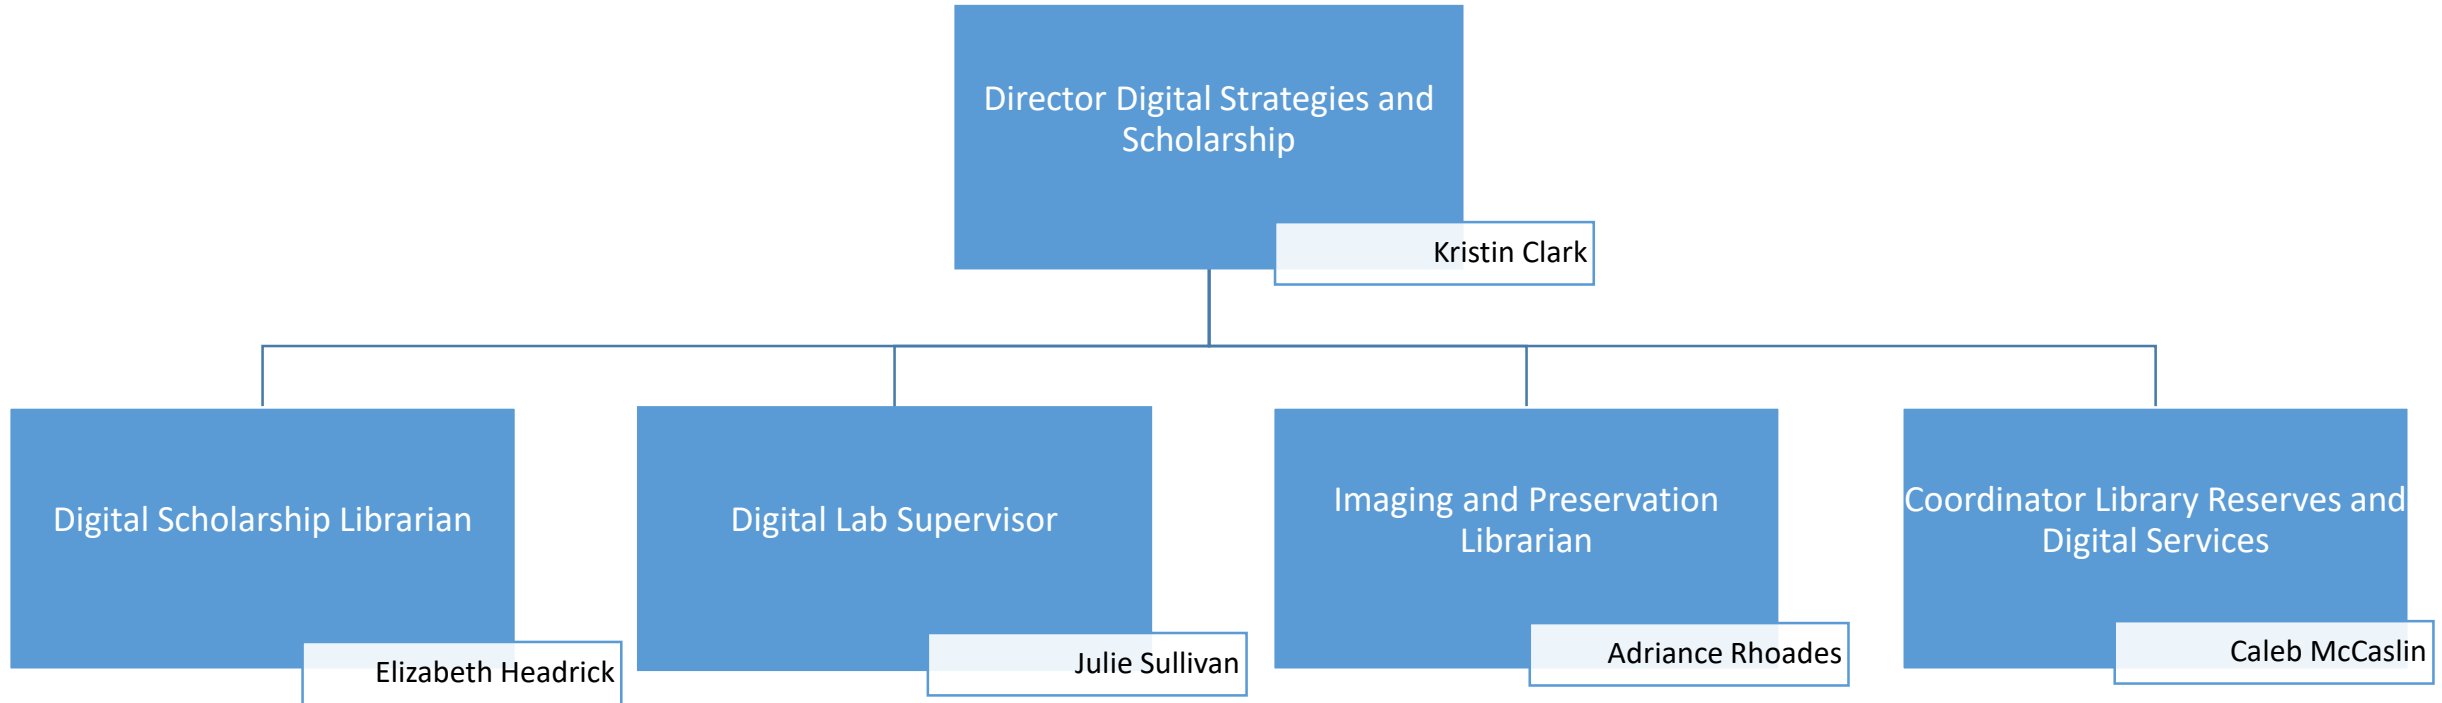 Director Digital Strategies and
Scholarship
Kristin Clark
Digital Scholarship Librarian
Elizabeth Headrick
Digital Lab Supervisor
Julie Sullivan
Imaging and Preservation
Librarian
Adriance Rhoades
Coordinator Library Reserves and
Digital Services
Caleb McCaslin